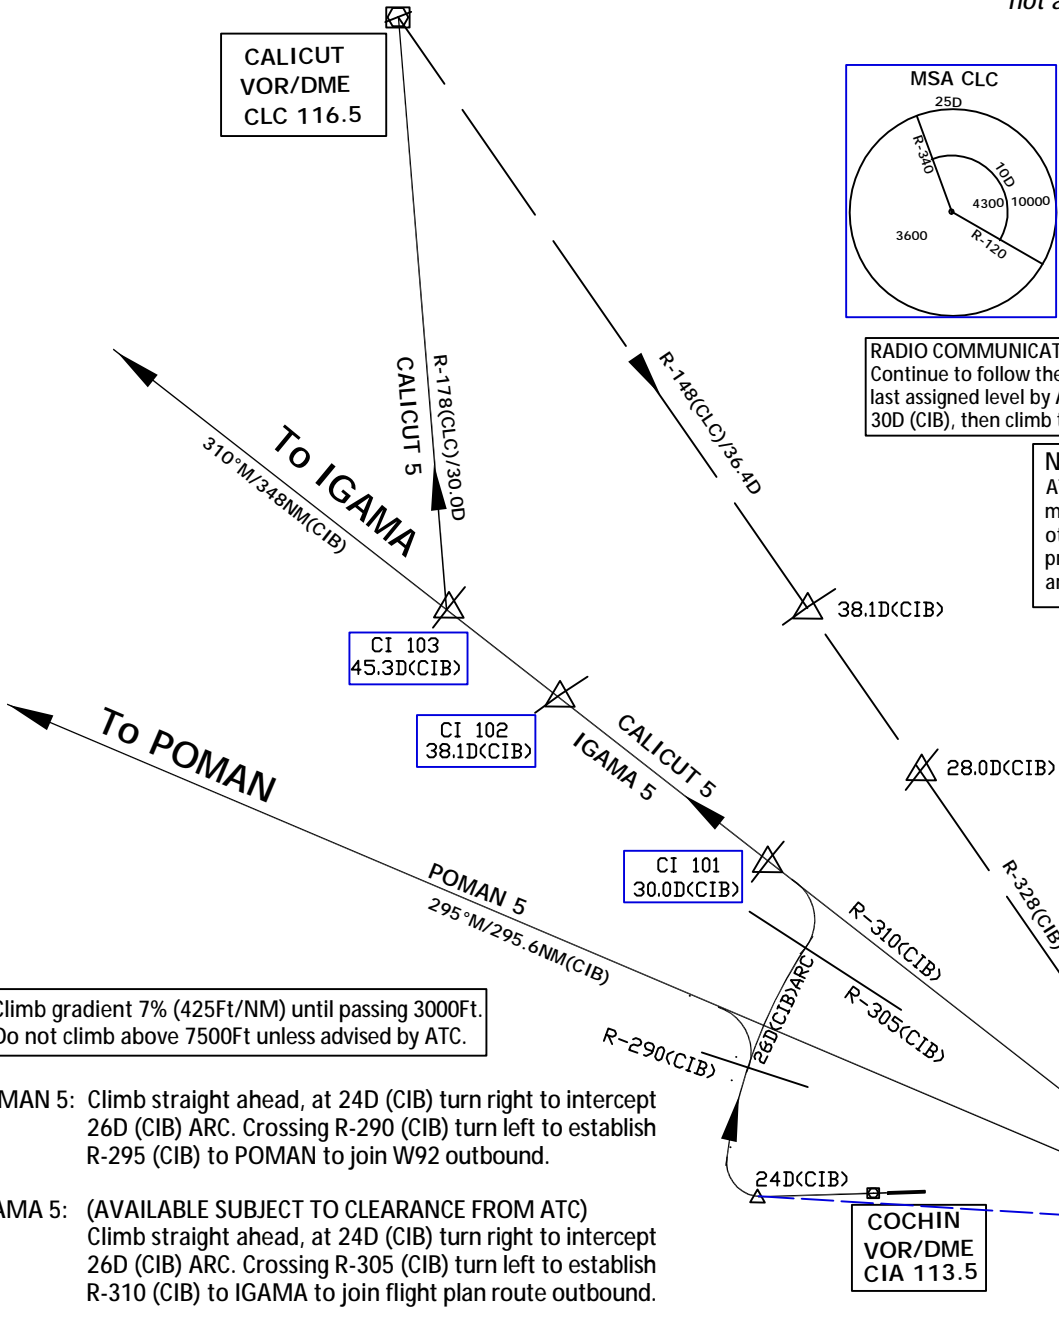 not a
CALICUT
VOR/DME
CLC 116.5
MSA CLC
25D
R-340
10D
4300
10000
3600
R-120
RADIO COMMUNICAT
Continue to follow the
last assigned level by A
30D (CIB), then climb t
N
A
m
ot
pr
ar
R-178(CLC)/30.0D
CALICUT 5
R-148(CLC)/36.4D
To IGAMA
310°M/348NM(CIB)
38.1D(CIB)
CI 103
45.3D(CIB)
CI 102
38.1D(CIB)
CALICUT 5
IGAMA 5
28.0D(CIB)
To POMAN
CI 101
30.0D(CIB)
POMAN 5
295°M/295.6NM(CIB)
R-310(CIB)
R-328(CIB)
R-305(CIB)
26D(CIB)ARC
R-290(CIB)
Climb gradient 7% (425Ft/NM) until passing 3000Ft.
Do not climb above 7500Ft unless advised by ATC.
MAN 5: Climb straight ahead, at 24D (CIB) turn right to intercept
26D (CIB) ARC. Crossing R-290 (CIB) turn left to establish
R-295 (CIB) to POMAN to join W92 outbound.
AMA 5: (AVAILABLE SUBJECT TO CLEARANCE FROM ATC)
Climb straight ahead, at 24D (CIB) turn right to intercept
26D (CIB) ARC. Crossing R-305 (CIB) turn left to establish
R-310 (CIB) to IGAMA to join flight plan route outbound.
24D(CIB)
COCHIN
VOR/DME
CIA 113.5